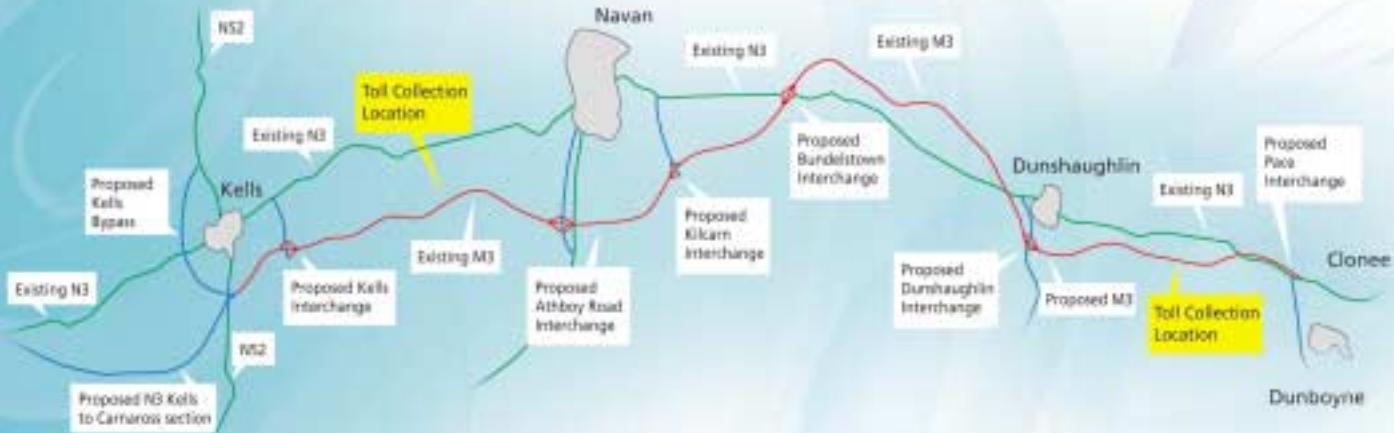 NS2
Navan
Existing N3
Existing M3
Toll Collection
Location
Existing N3
Proposed
Kells
Bypass
Kells
Proposed
Bundelstown
Interchange
Dunshaughlin
Existing N3
Proposed
Pace
Interchange
Existing N3
Proposed Kells
Interchange
Existing M3
Proposed
Athboy Road
Interchange
Proposed
Kilcarn
Interchange
Proposed
Dunshaughlin
Interchange
Proposed M3
Toll Collection
Location
Clonee
NS2
Proposed N3 Kells
to Carnaross section
Dunboyne